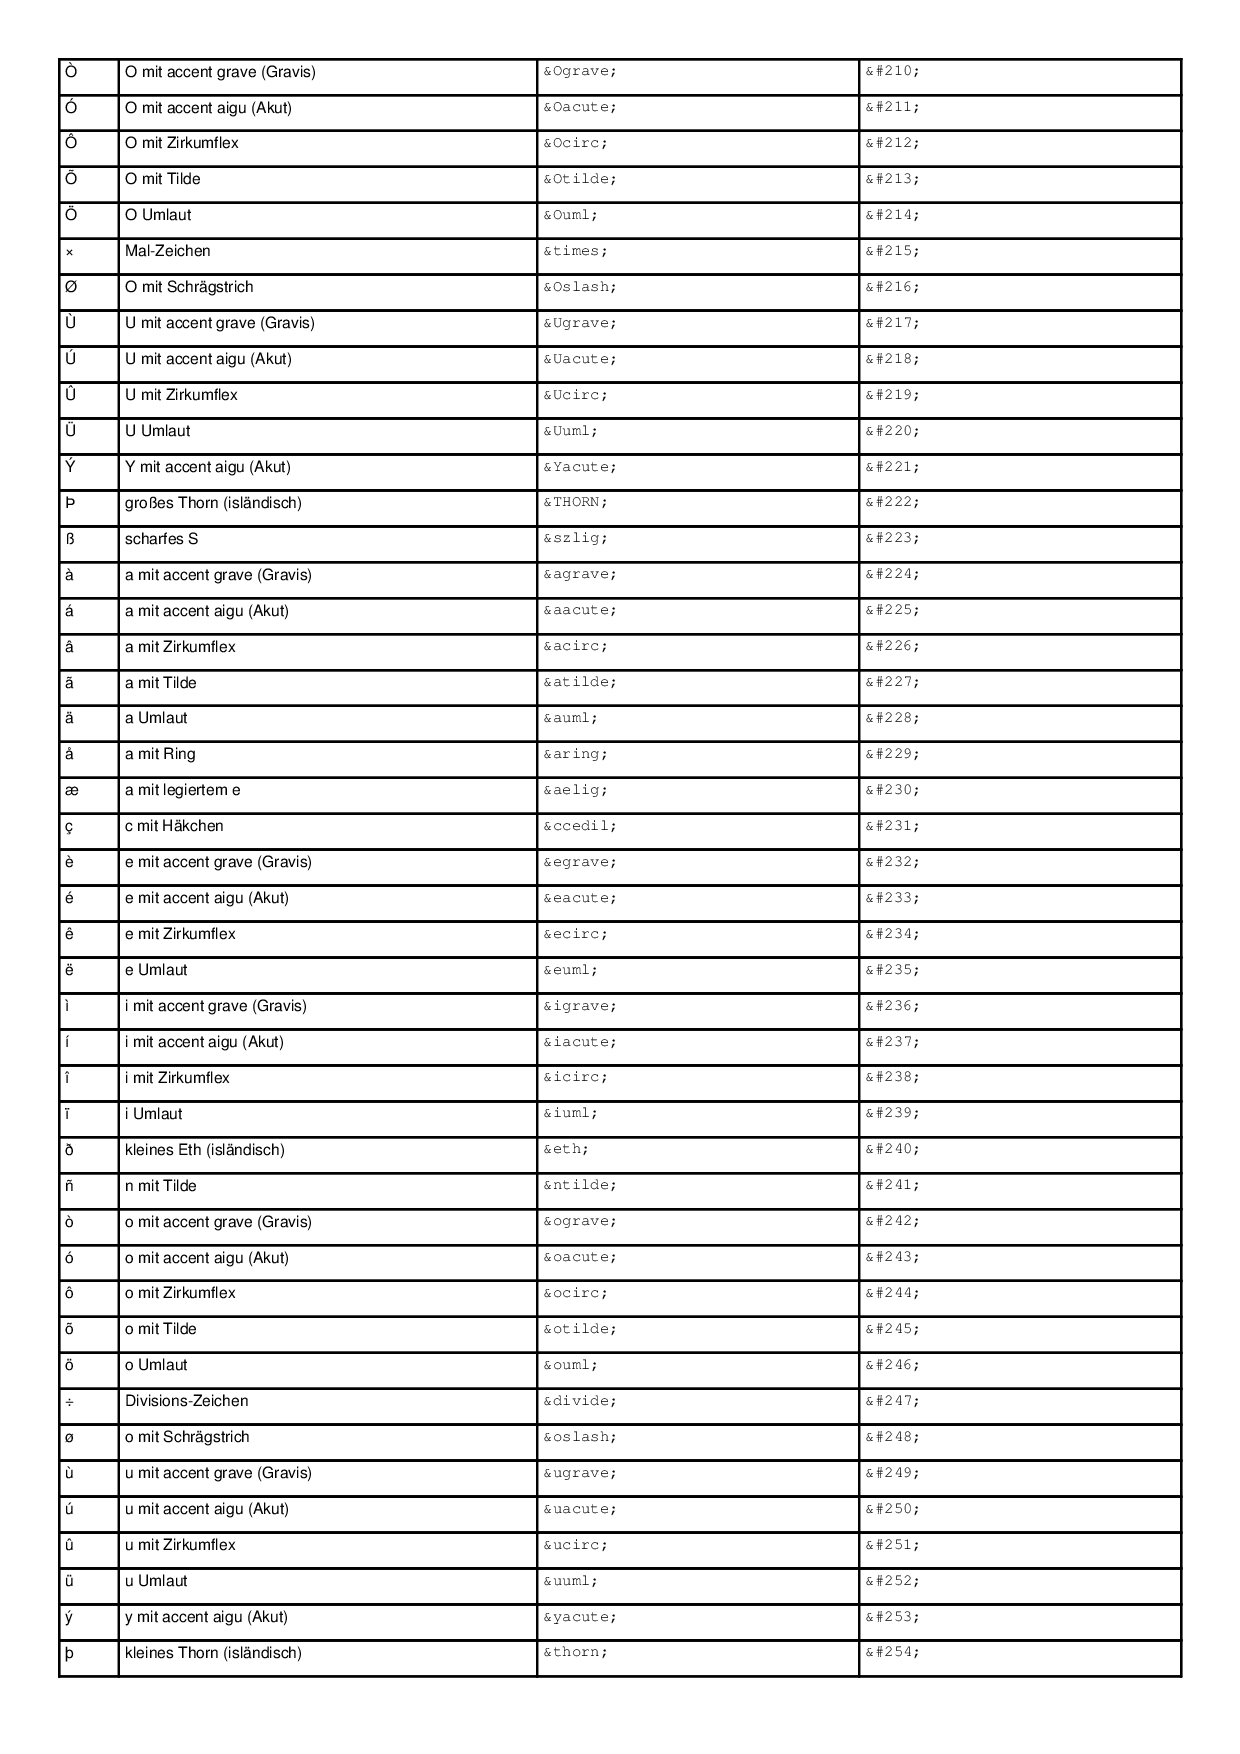 Ò O mit accent grave (Gravis) &Ograve; &#210;
Ó O mit accent aigu (Akut) &Oacute; &#211;
Ô O mit Zirkumflex &Ocirc; &#212;
Õ O mit Tilde &Otilde; &#213;
Ö O Umlaut &Ouml; &#214;
× Mal-Zeichen &times; &#215;
Ø O mit Schrägstrich &Oslash; &#216;
Ù U mit accent grave (Gravis) &Ugrave; &#217;
Ú U mit accent aigu (Akut) &Uacute; &#218;
Û U mit Zirkumflex &Ucirc; &#219;
Ü U Umlaut &Uuml; &#220;
Ý Y mit accent aigu (Akut) &Yacute; &#221;
Þ großes Thorn (isländisch) &THORN; &#222;
ß scharfes S &szlig; &#223;
à a mit accent grave (Gravis) &agrave; &#224;
á a mit accent aigu (Akut) &aacute; &#225;
â a mit Zirkumflex &acirc; &#226;
ã a mit Tilde &atilde; &#227;
ä a Umlaut &auml; &#228;
å a mit Ring &aring; &#229;
æ a mit legiertem e &aelig; &#230;
ç c mit Häkchen &ccedil; &#231;
è e mit accent grave (Gravis) &egrave; &#232;
é e mit accent aigu (Akut) &eacute; &#233;
ê e mit Zirkumflex &ecirc; &#234;
ë e Umlaut &euml; &#235;
ì i mit accent grave (Gravis) &igrave; &#236;
í i mit accent aigu (Akut) &iacute; &#237;
î i mit Zirkumflex &icirc; &#238;
ï i Umlaut &iuml; &#239;
ð kleines Eth (isländisch) &eth; &#240;
ñ n mit Tilde &ntilde; &#241;
ò o mit accent grave (Gravis) &ograve; &#242;
ó o mit accent aigu (Akut) &oacute; &#243;
ô o mit Zirkumflex &ocirc; &#244;
õ o mit Tilde &otilde; &#245;
ö o Umlaut &ouml; &#246;
÷ Divisions-Zeichen &divide; &#247;
ø o mit Schrägstrich &oslash; &#248;
ù u mit accent grave (Gravis) &ugrave; &#249;
ú u mit accent aigu (Akut) &uacute; &#250;
û u mit Zirkumflex &ucirc; &#251;
ü u Umlaut &uuml; &#252;
ý y mit accent aigu (Akut) &yacute; &#253;
þ kleines Thorn (isländisch) &thorn; &#254;